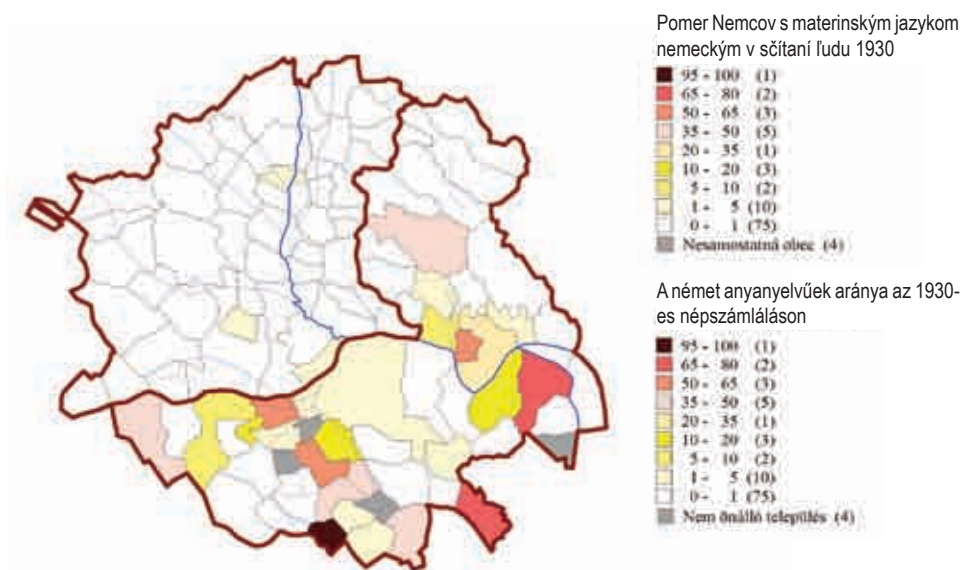 Pomer Nemcov s materinským jazykom
nemeckým v sčítaní ľudu 1930
95 - 100 (1)
65 - 80 (2)
50 - 65 (3)
35 - 50 (5)
20 - 35 (1)
10 - 20 (3)
5 - 10 (2)
1 - 5 (10)
0 - 1 (75)
Nesamostatná obec (4)
A német anyanyelvűek aránya az 1930-
es népszámláláson
95 - 100 (1)
65 - 80 (2)
50 - 65 (3)
35 - 50 (5)
20 - 35 (1)
10 - 20 (3)
5 - 10 (2)
1 - 5 (10)
0 - 1 (75)
Nem önálló település (4)